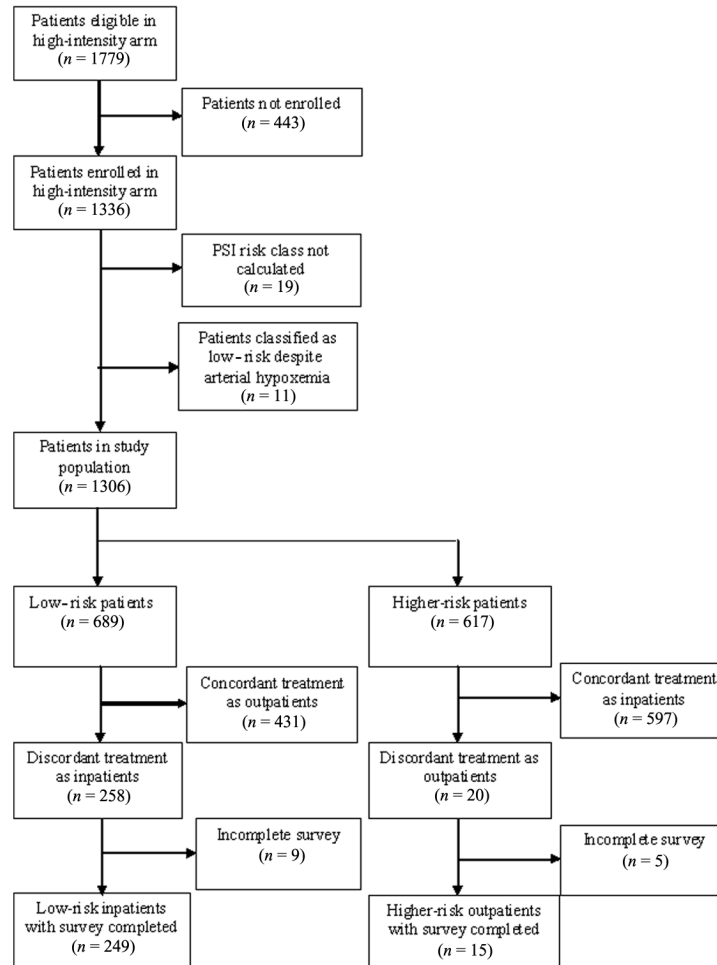 Patients eligible in
high-intensity arm
(n = 1779)
Patients not enrolled
(n = 443)
Patients enrolled in
high-intensity arm
(n = 1336)
PSI risk class not
calculated
(n = 19)
Patients classified as
low-risk despite
arterial hypoxemia
(n = 11)
Patients in study
population
(n = 1306)
Low-risk patients
(n = 689)
Higher-risk patients
(n = 617)
Concordant treatment
as outpatients
(n = 431)
Concordant treatment
as inpatients
(n = 597)
Discordant treatment
as inpatients
(n = 258)
Discordant treatment as
outpatients
(n = 20)
Incomplete survey
(n = 9)
Incomplete survey
(n = 5)
Low-risk inpatients
with survey completed
(n = 249)
Higher-risk outpatients
with survey completed
(n = 15)